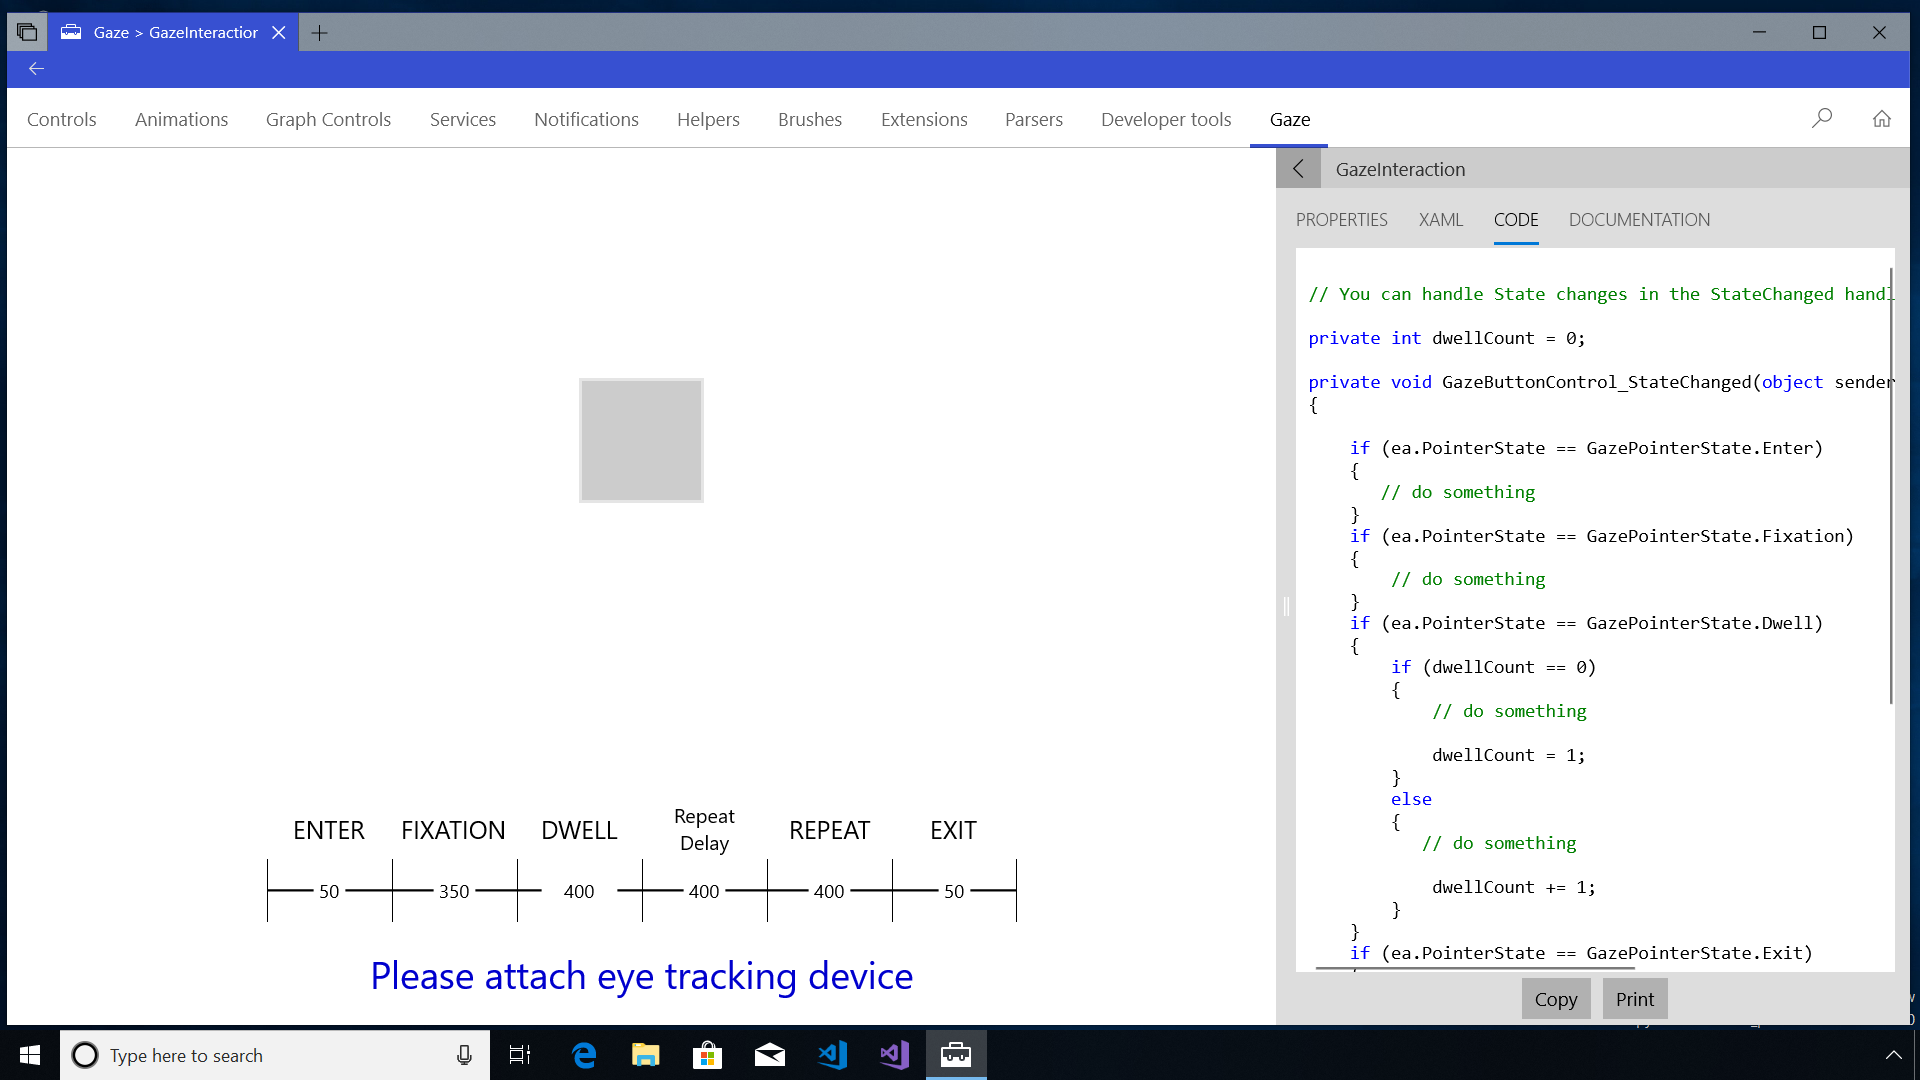 Gaze > GazeInteraction
Controls Animations Graph Controls Services Notifications Helpers Brushes Extensions Parsers Developer tools Gaze
GazeInteraction
PROPERTIES XAML CODE DOCUMENTATION
// You can handle State changes in the StateChanged handl
private int dwellCount = 0;
private void GazeButtonControl_StateChanged(object sender
{
if (ea.PointerState == GazePointerState.Enter)
{
// do something
}
if (ea.PointerState == GazePointerState.Fixation)
{
// do something
}
if (ea.PointerState == GazePointerState.Dwell)
{
if (dwellCount == 0)
{
// do something
dwellCount = 1;
}
else
{
// do something
dwellCount += 1;
}
}
if (ea.PointerState == GazePointerState.Exit)
Copy Print
ENTER FIXATION DWELL Repeat Delay REPEAT EXIT
50 350 400 400 400 50
Please attach eye tracking device
Type here to search